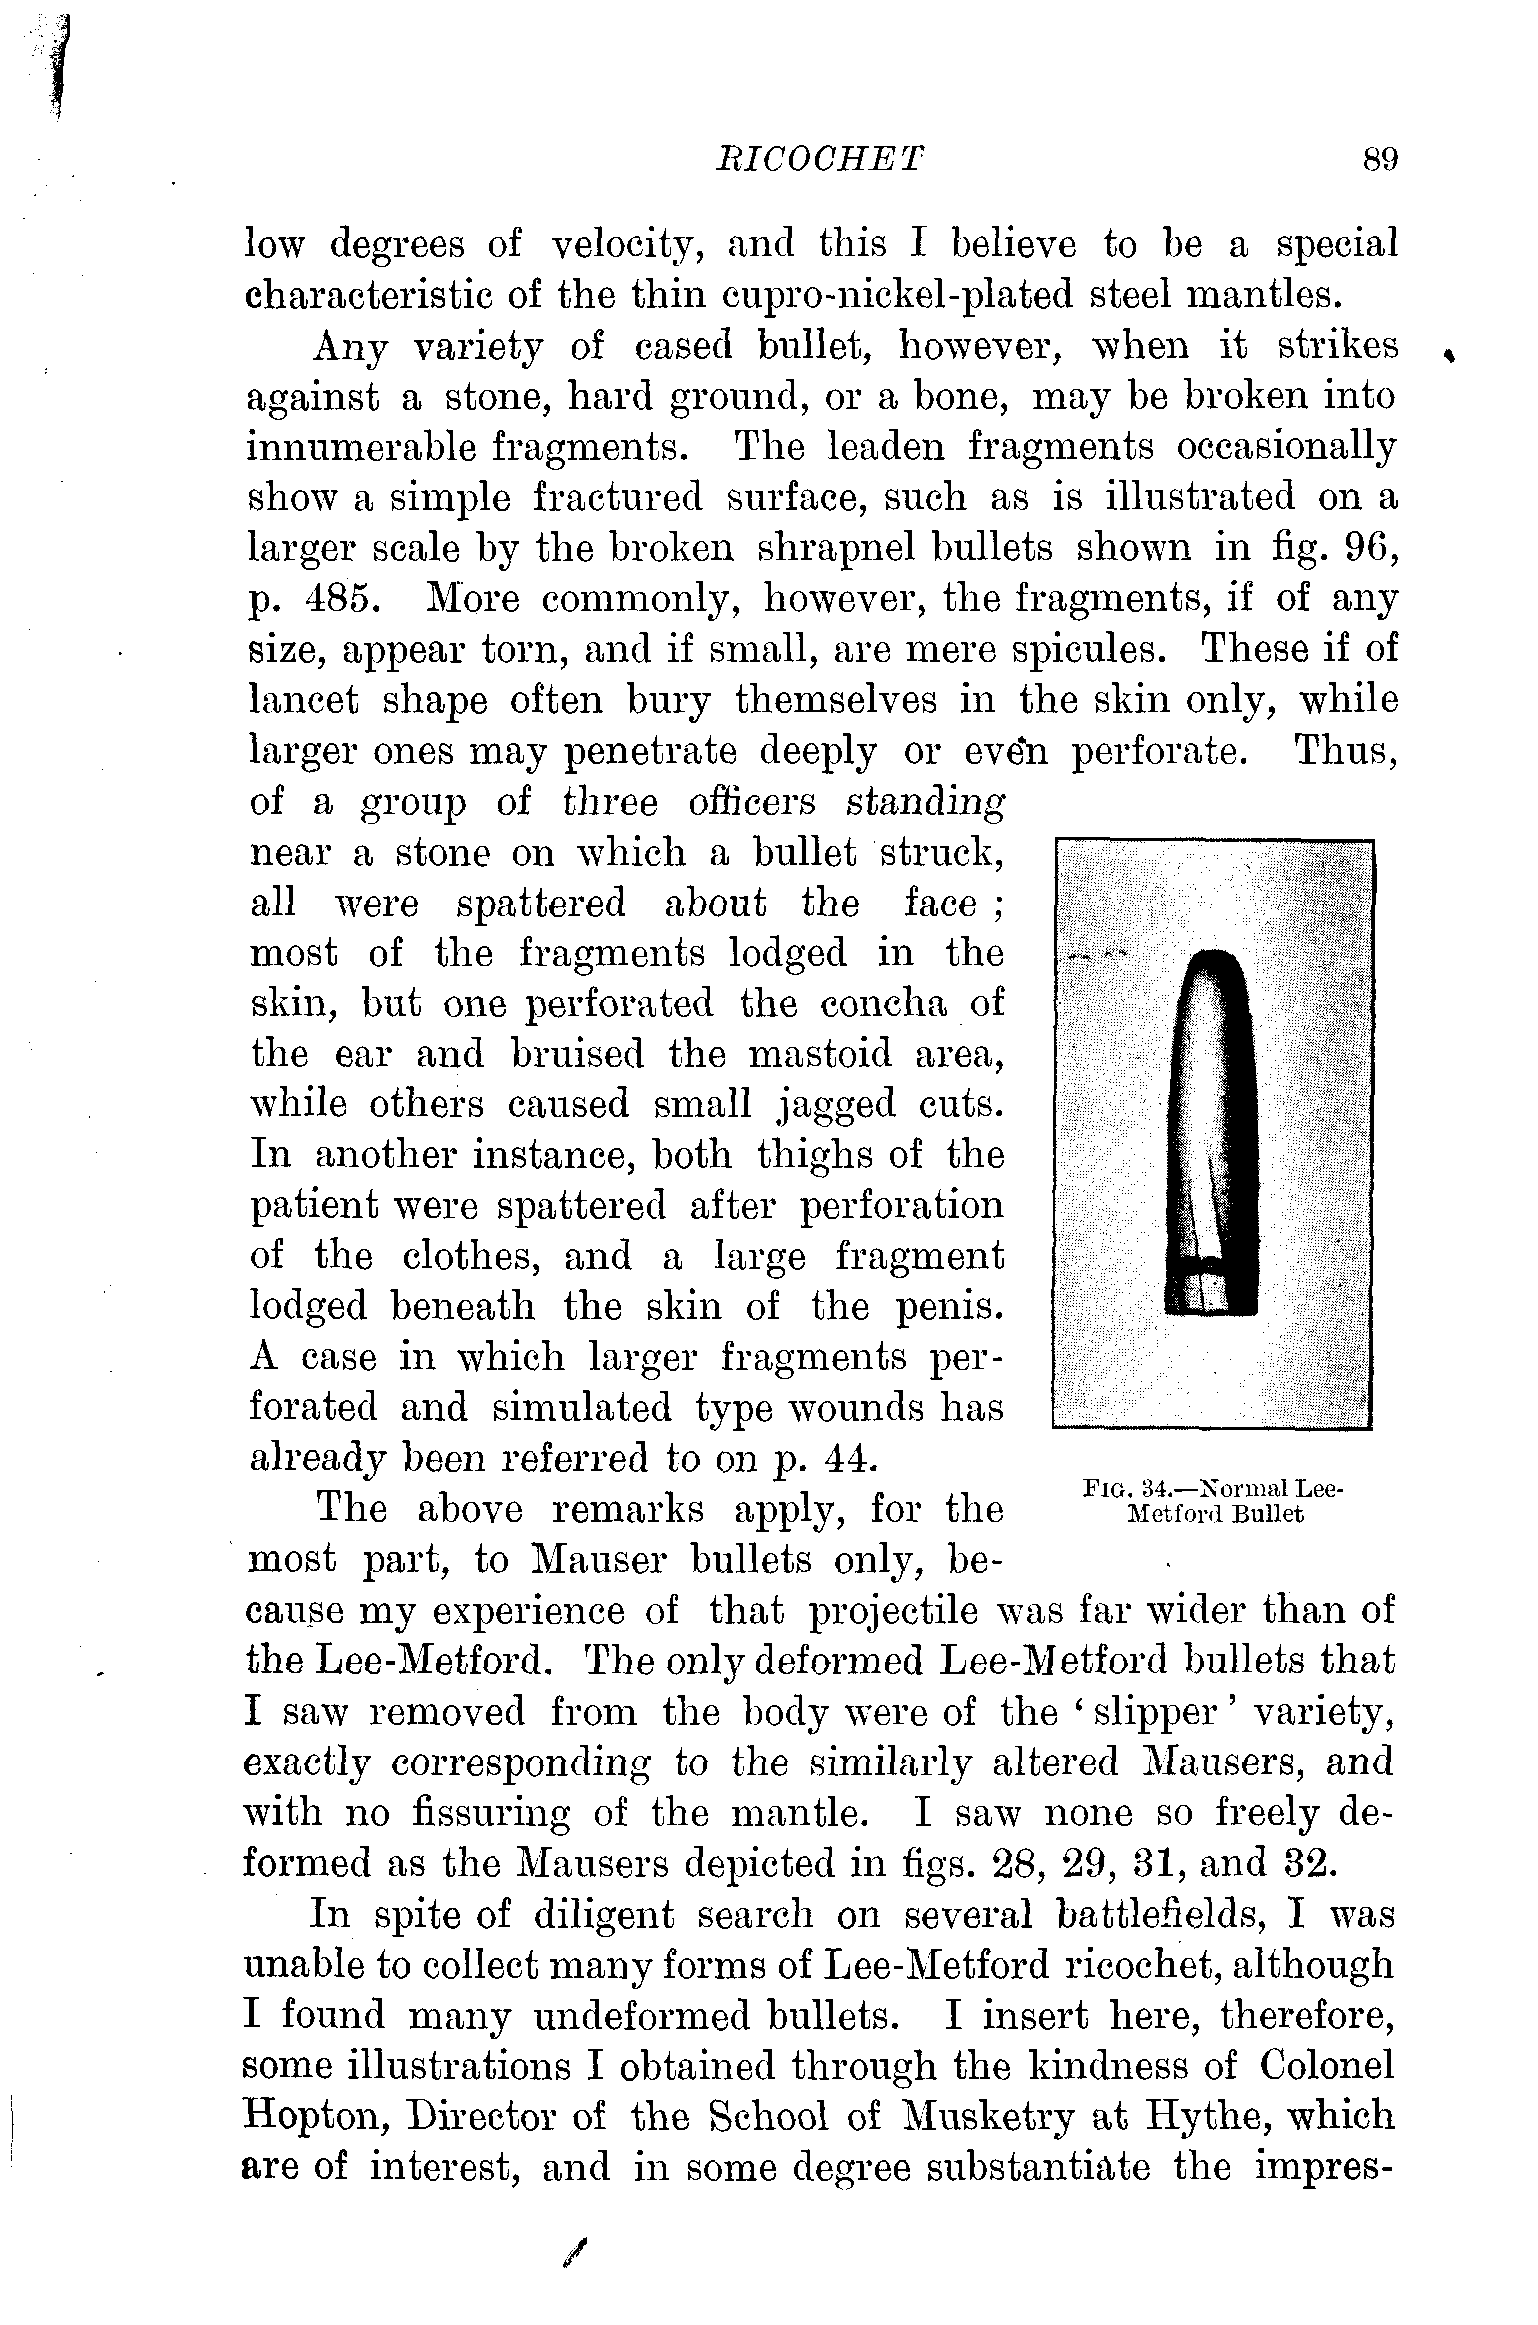 RICOCHET 89
low degrees of velocity, and this I believe to be a special
characteristic of the thin cupro-nickel-plated steel mantles.
Any variety of cased bullet, however, when it strikes
against a stone, hard ground, or a bone, may be broken into
innumerable fragments. The leaden fragments occasionally
show a simple fractured surface, such as is illustrated on a
larger scale by the broken shrapnel bullets shown in fig. 96,
p. 485. More commonly, however, the fragments, if of any
size, appear torn, and if small, are mere spicules. These if of
lancet shape often bury themselves in the skin only, while
larger ones may penetrate deeply or even perforate. Thus,
of a group of three officers standing
near a stone on which a bullet struck,
all were spattered about the face ;
most of the fragments lodged in the
skin, but one perforated the concha of
the ear and bruised the mastoid area,
while others caused small jagged cuts.
In another instance, both thighs of the
patient were spattered after perforation
of the clothes, and a large fragment
lodged beneath the skin of the penis.
A case in which larger fragments per-
forated and simulated type wounds has
already been referred to on p. 44.
The above remarks apply, for the
most part, to Mauser bullets only, be-
cause my experience of that projectile was far wider than of
the Lee-Metford. The only deformed Lee-Metford bullets that
I saw removed from the body were of the ‘ slipper ’ variety,
exactly corresponding to the similarly altered Mausers, and
with no fissuring of the mantle. I saw none so freely de-
formed as the Mausers depicted in figs. 28, 29, 31, and 32.
In spite of diligent search on several battlefields, I was
unable to collect many forms of Lee-Metford ricochet, although
I found many undeformed bullets. I insert here, therefore,
some illustrations I obtained through the kindness of Colonel
Hopton, Director of the School of Musketry at Hythe, which
are of interest, and in some degree substantiate the impres-
FIG. 34.—Normal Lee-
Metford Bullet